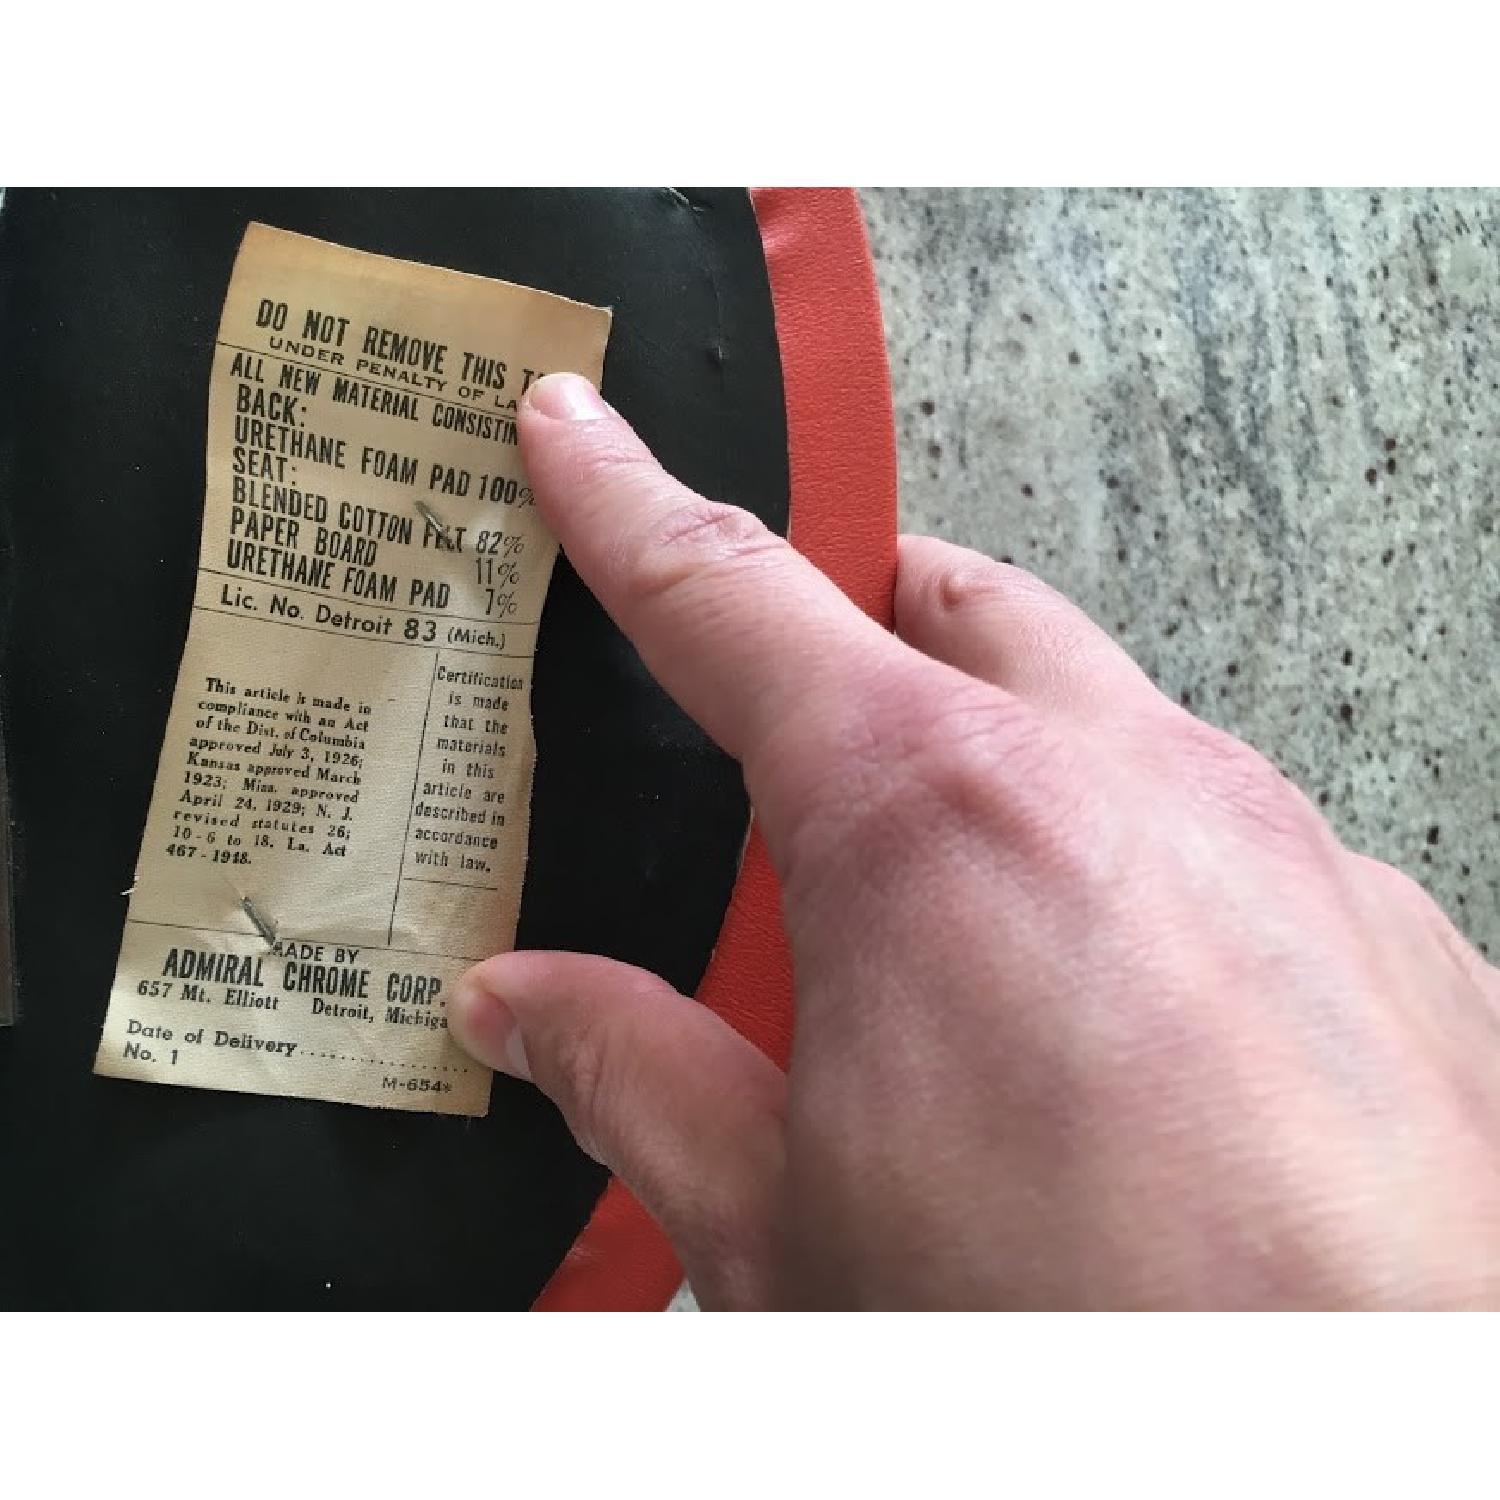 DO NOT REMOVE THIS
UNDER PENALTY OF
ALL NEW MATERIAL
BACK:
URETHANE FOAM PAD 100%
SEAT:
BLENDED COTTON FELT 82%
PAPER BOARD 11%
URETHANE FOAM PAD 7%
Lic. No. Detroit 83 (Mich.)
This article is made in
compliance with an Act
of the Dist. of Columbia
approved July 3, 1926;
Kansas approved March
1923; Minn. approved
April 24, 1929; N. J.
revised statutes 26;
10-6 to 18. La. Act
467-1948.
Certification
is made
that the
materials
in this
article are
described in
accordance
with law.
MADE BY
ADMIRAL CHROME CORP.
657 Mt. Elliott Detroit,
Date of Delivery................
No. 1
M-654*